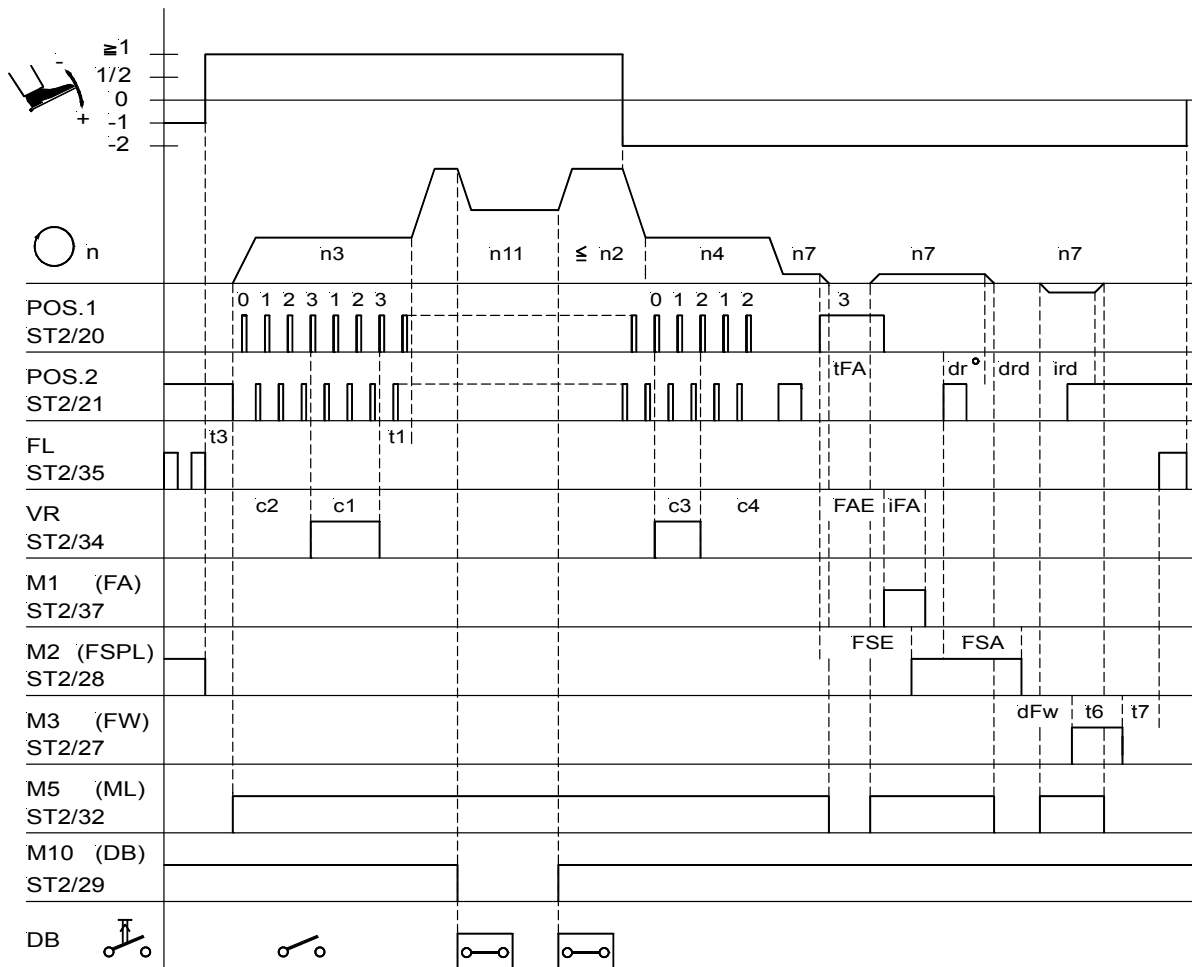 ≧1
-
1/2
0
+
-1
-2
n
n3
n11
≦ n2
n4
n7
n7
n7
POS.1
ST2/20
0 1 2 3 1 2 3
0 1 2 1 2
3
POS.2
ST2/21
tFA
dr°
drd
ird
FL
ST2/35
t3
t1
VR
ST2/34
c2
c1
c3
c4
FAE
iFA
M1 (FA)
ST2/37
M2 (FSPL)
ST2/28
FSE
FSA
M3 (FW)
ST2/27
dFw
t6
t7
M5 (ML)
ST2/32
M10 (DB)
ST2/29
DB